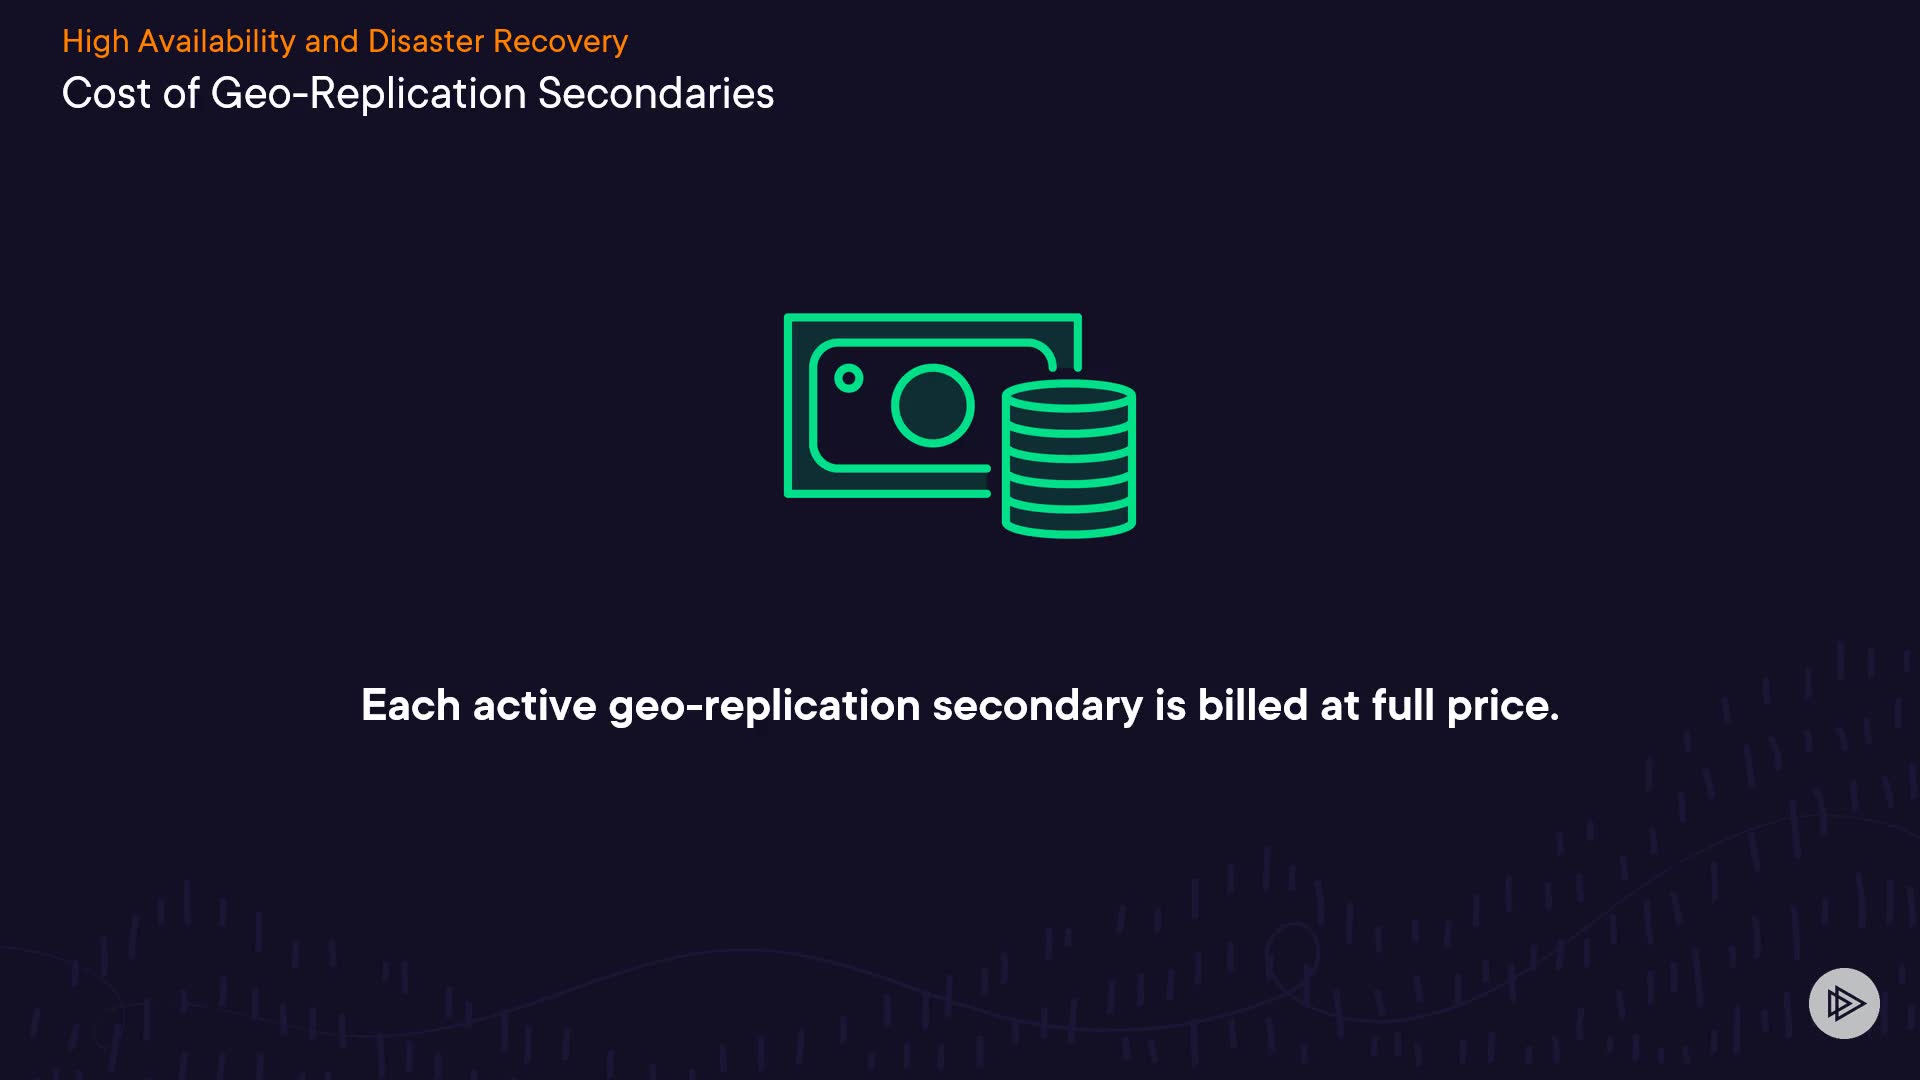 High Availability and Disaster Recovery
Cost of Geo-Replication Secondaries
Each active geo-replication secondary is billed at full price.